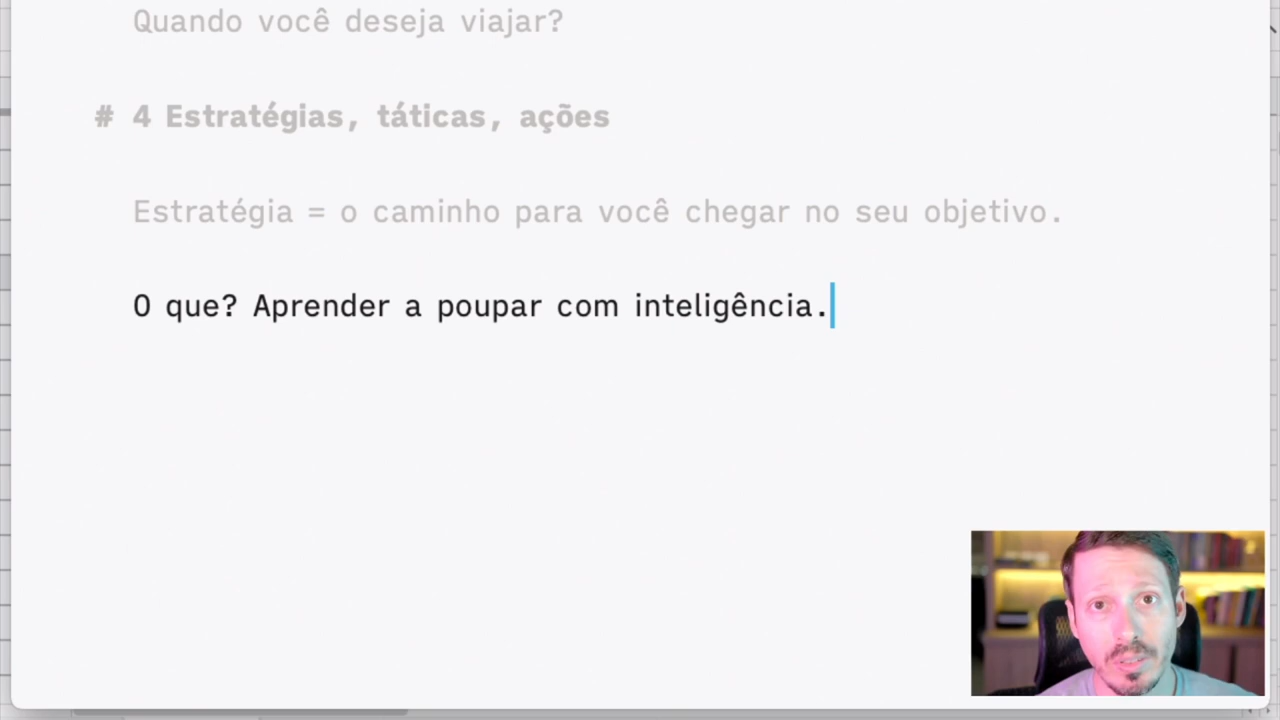 Quando você deseja viajar?
# 4 Estratégias, táticas, ações
Estratégia = o caminho para você chegar no seu objetivo.
O que? Aprender a poupar com inteligência.